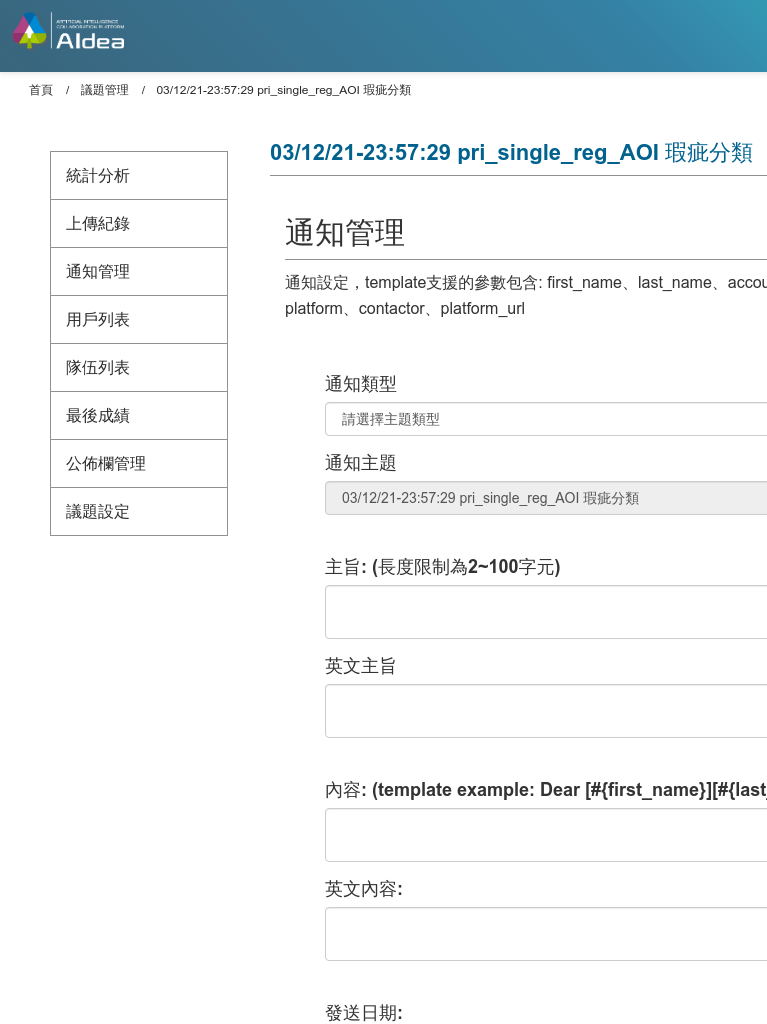 ARTIFICIAL INTELLIGENCE
COLLABORATION PLATFORM
AIdea
首頁 / 議題管理 / 03/12/21-23:57:29 pri_single_reg_AOI 瑕疵分類
統計分析
上傳紀錄
通知管理
用戶列表
隊伍列表
最後成績
公佈欄管理
議題設定
03/12/21-23:57:29 pri_single_reg_AOI 瑕疵分類
通知管理
通知設定，template支援的參數包含: first_name、last_name、accou
platform、contactor、platform_url
通知類型
請選擇主題類型
通知主題
03/12/21-23:57:29 pri_single_reg_AOI 瑕疵分類
主旨: (長度限制為2~100字元)
英文主旨
內容: (template example: Dear [#{first_name}][#{last_
英文內容:
發送日期: